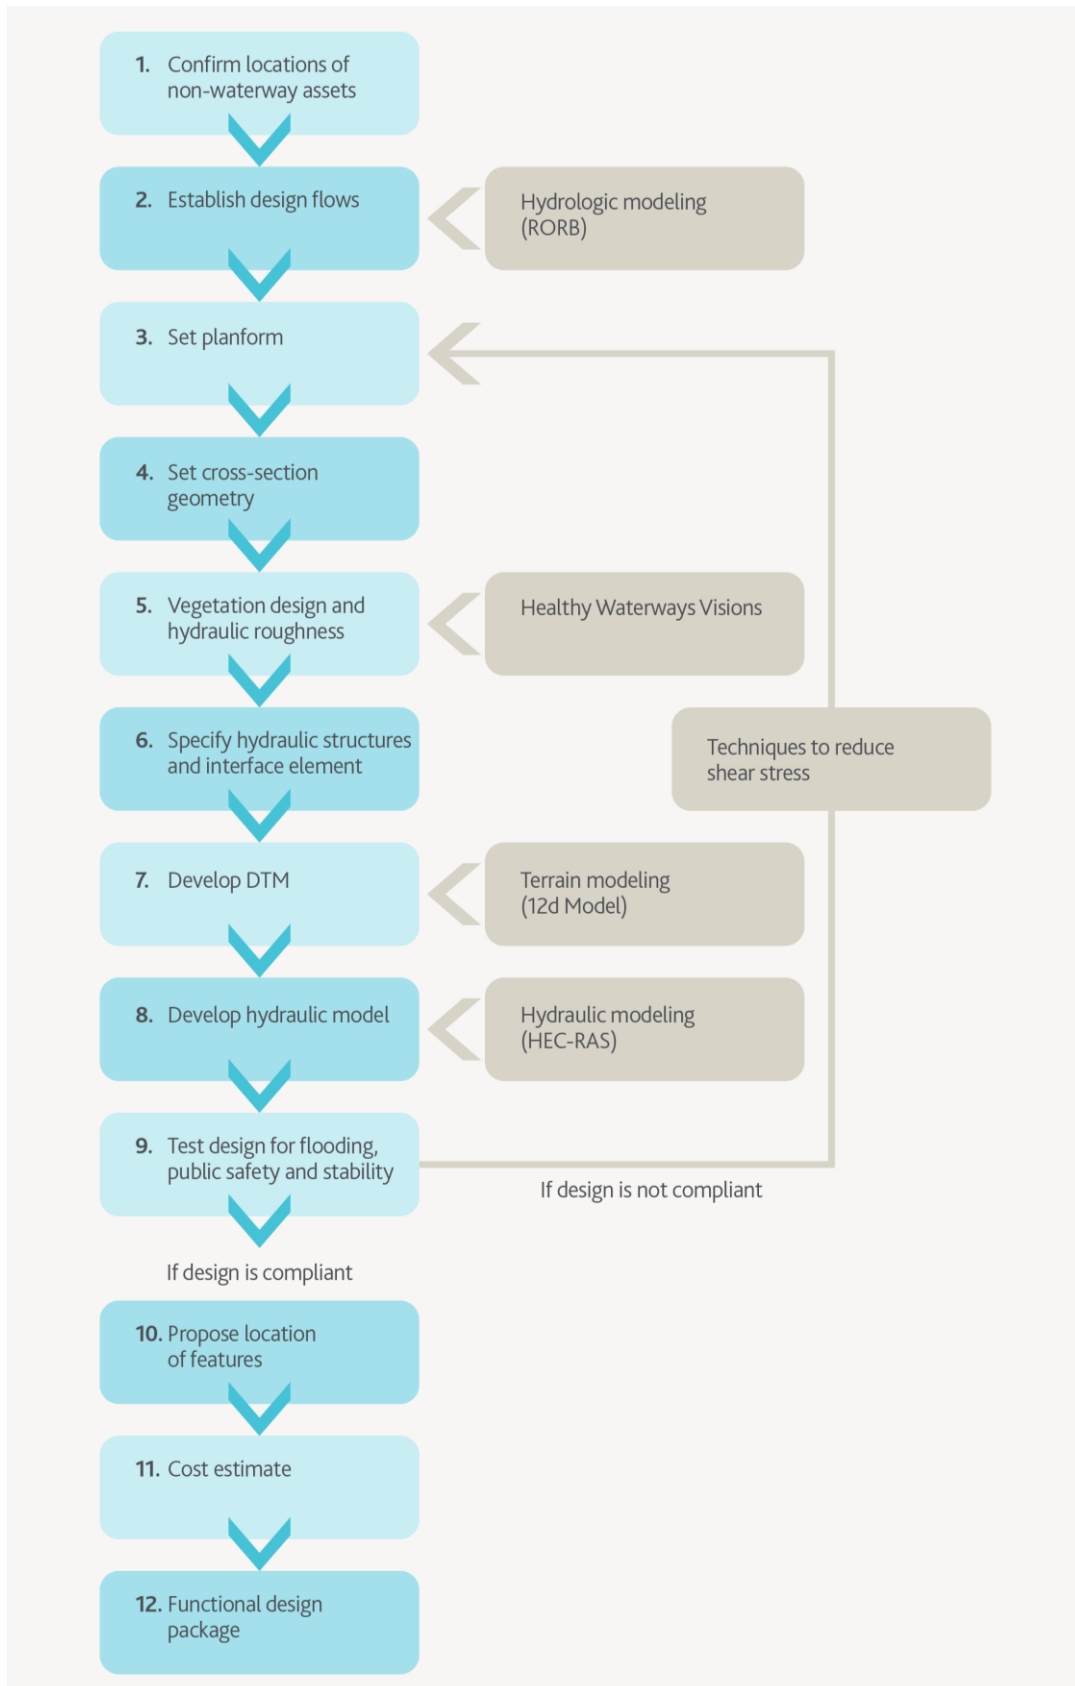 1. Confirm locations of
non-waterway assets
2. Establish design flows
Hydrologic modeling
(RORB)
3. Set planform
4. Set cross-section
geometry
5. Vegetation design and
hydraulic roughness
Healthy Waterways Visions
6. Specify hydraulic structures
and interface element
Techniques to reduce
shear stress
7. Develop DTM
Terrain modeling
(12d Model)
8. Develop hydraulic model
Hydraulic modeling
(HEC-RAS)
9. Test design for flooding,
public safety and stability
If design is not compliant
If design is compliant
10. Propose location
of features
11. Cost estimate
12. Functional design
package